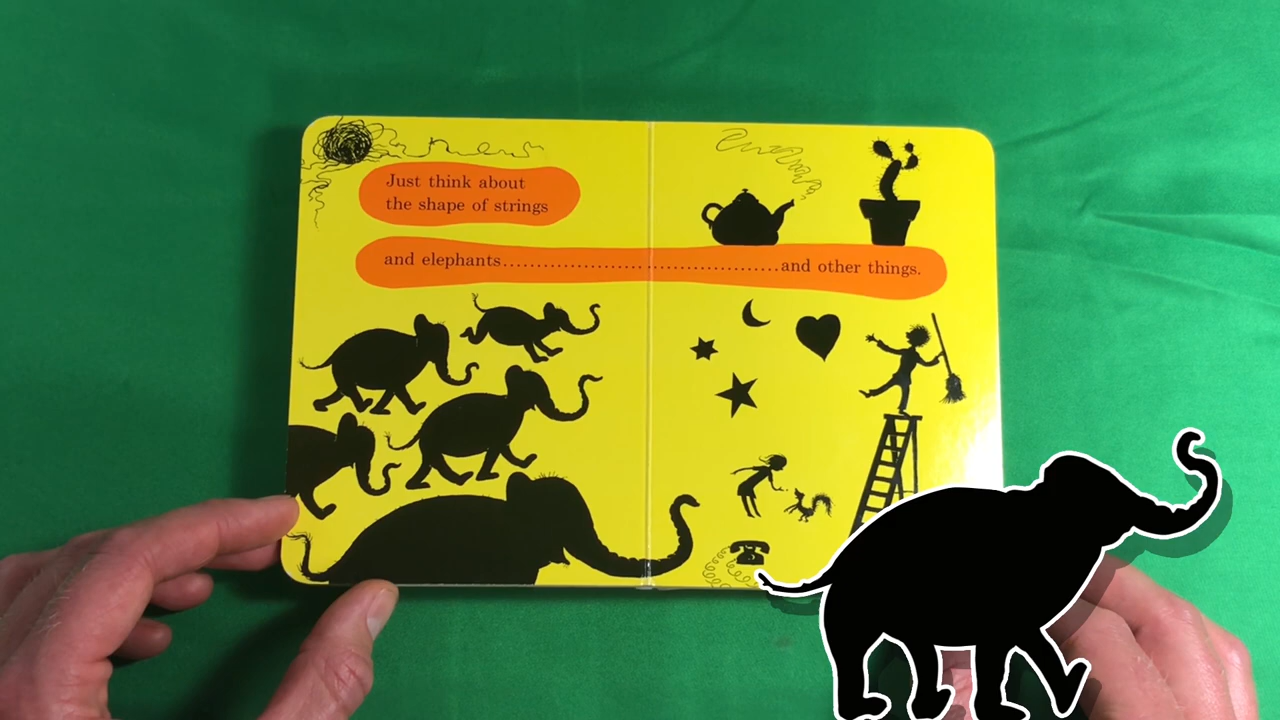 Just think about
the shape of strings
and elephants..........................................and other things.